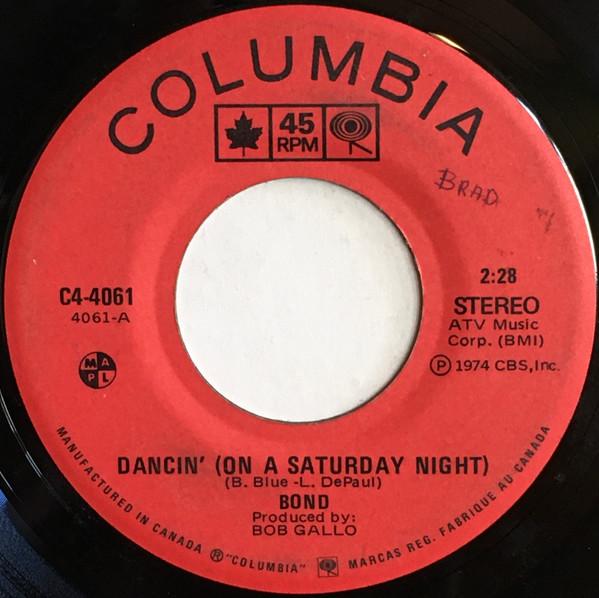 COLUMBIA
45
RPM
BRAD
C4-4061
4061-A
2:28
STEREO
ATV Music
Corp. (BMI)
Ⓟ 1974 CBS, Inc.
M A
P L
DANCIN' (ON A SATURDAY NIGHT)
(B. Blue -L. DePaul)
BOND
Produced by:
BOB GALLO
MANUFACTURED IN CANADA ® "COLUMBIA" MARCAS REG. FABRIQUE AU CANADA